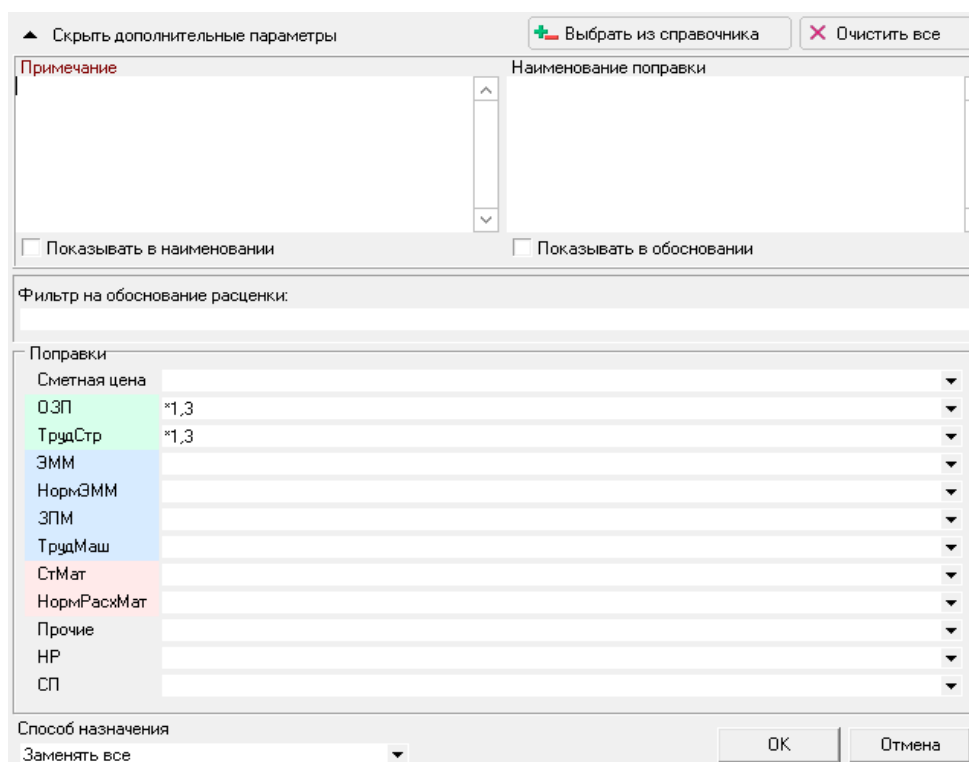 Скрыть дополнительные параметры
Выбрать из справочника
Очистить все
Примечание
Наименование поправки
Показывать в наименовании
Показывать в обосновании
Фильтр на обоснование расценки:
Поправки
Сметная цена
ОЗП *1,3
ТрудСтр *1,3
ЭММ
НормЭММ
ЗПМ
ТрудМаш
СтМат
НормРасхМат
Прочие
НР
СП
Способ назначения
Заменять все
OK
Отмена